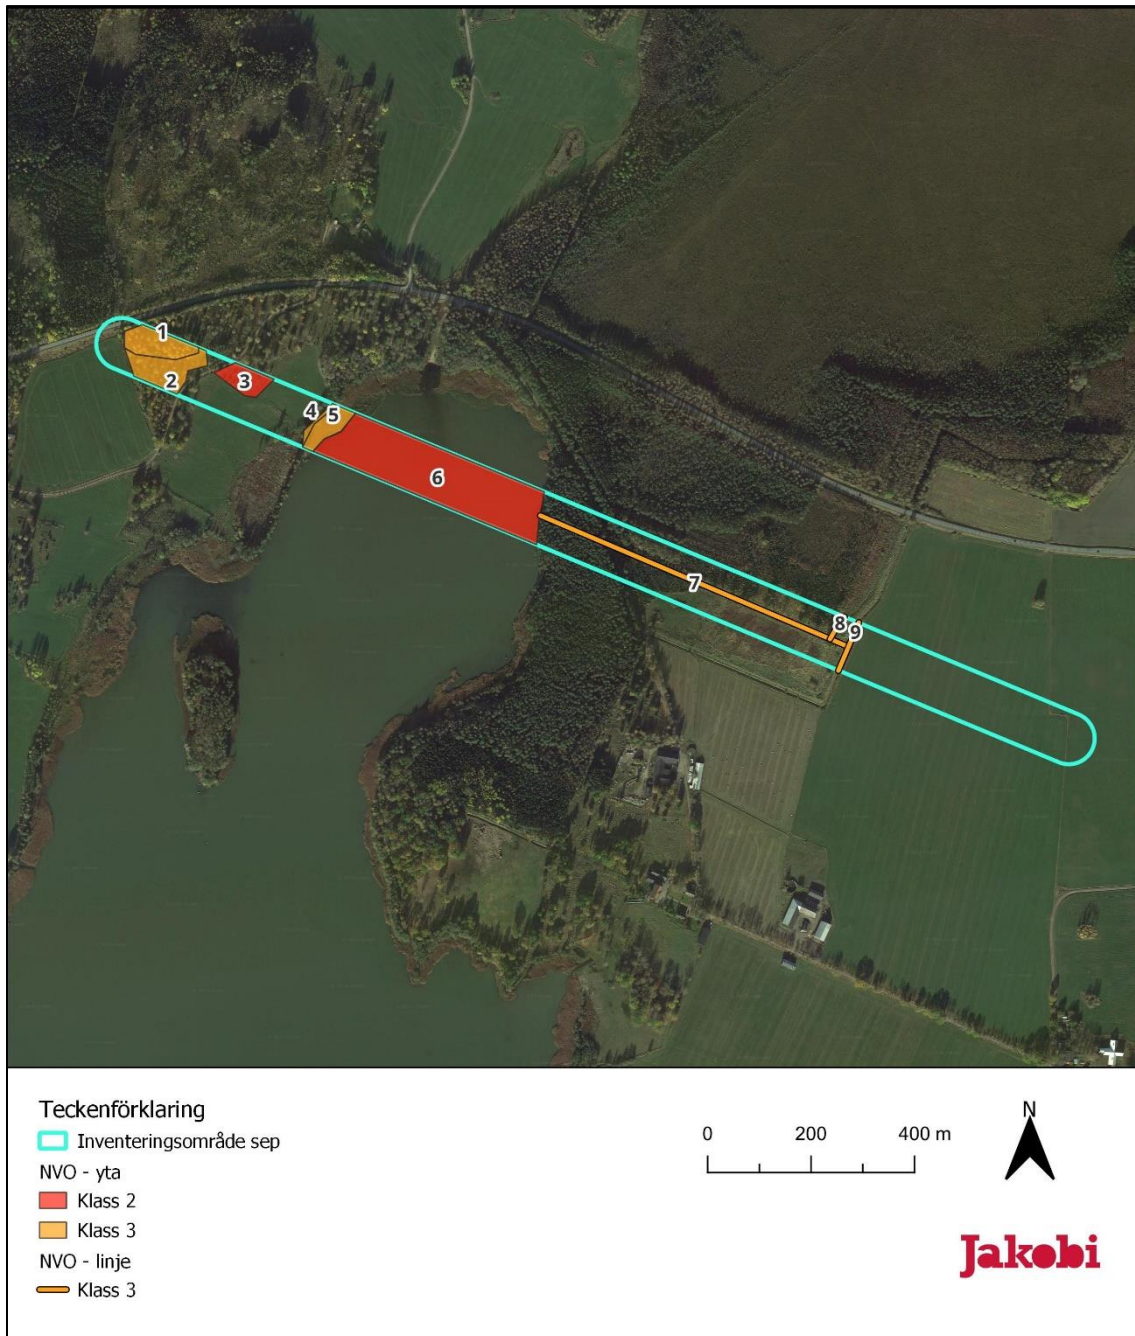 1
2
3
4 5
6
7
8
9
Teckenförklaring
Inventeringsområde sep
NVO - yta
Klass 2
Klass 3
NVO - linje
Klass 3
0 200 400 m
N
Jakobi